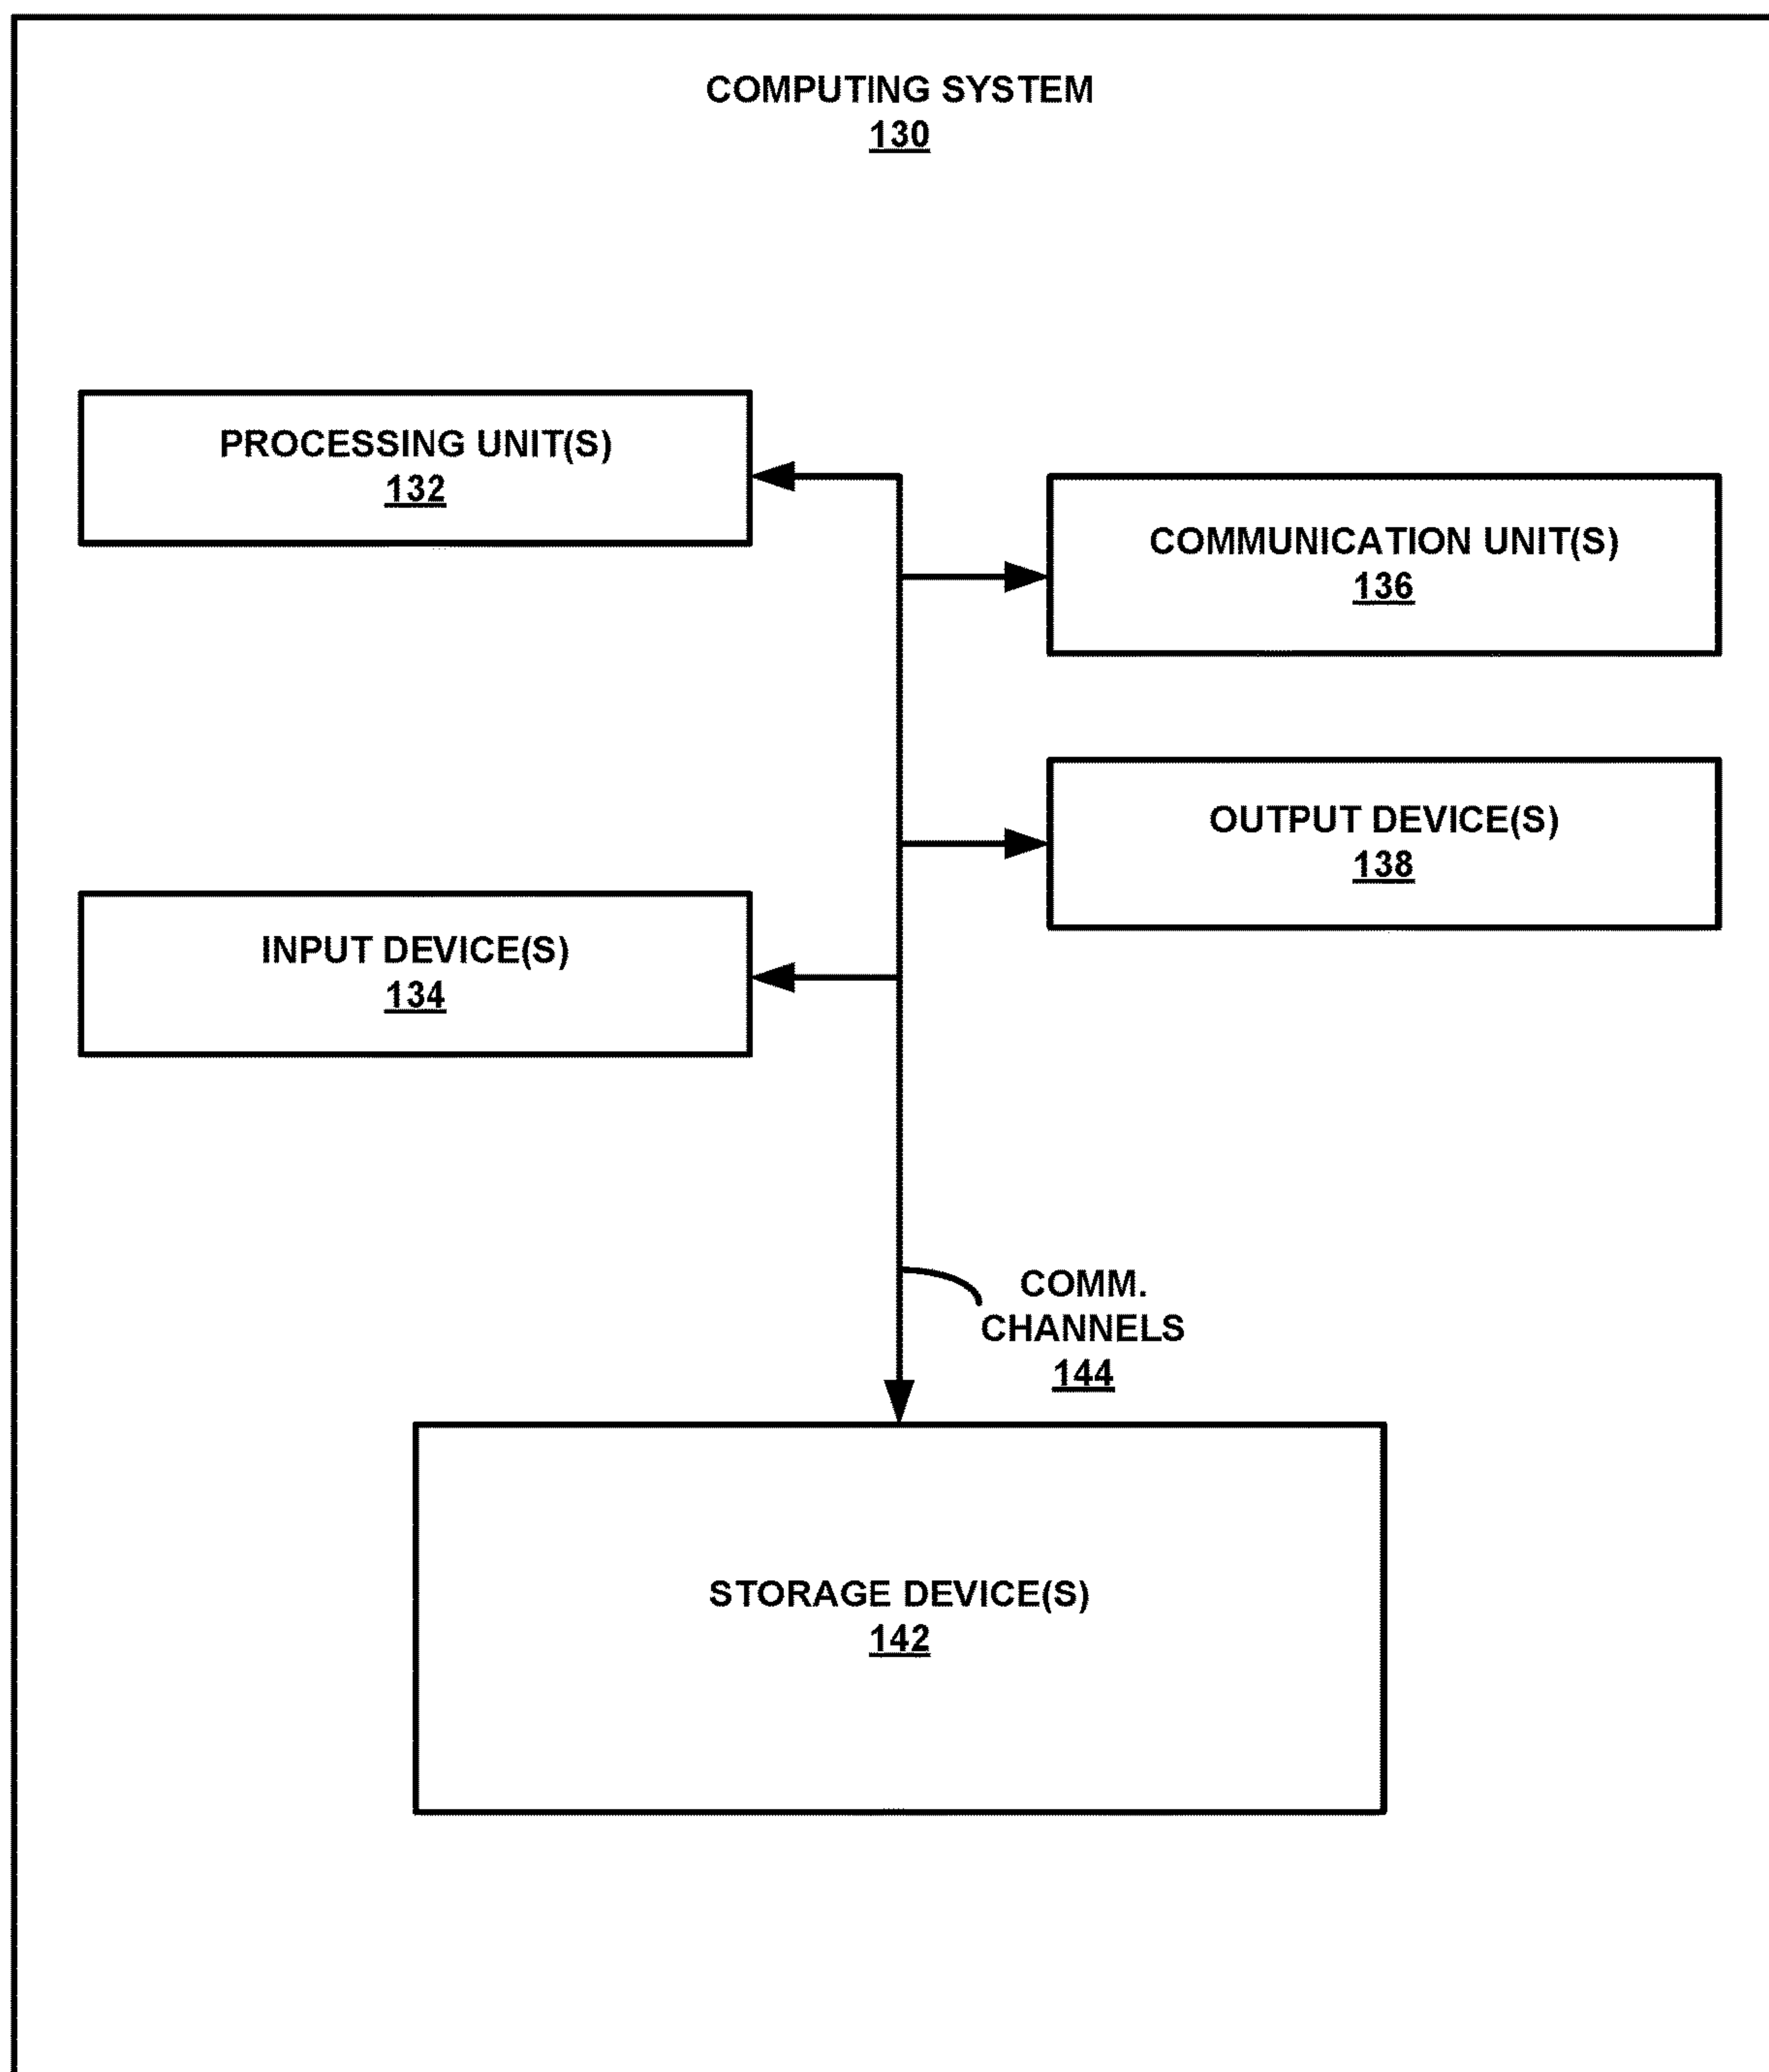 COMPUTING SYSTEM
130
PROCESSING UNIT(S)
132
COMMUNICATION UNIT(S)
136
OUTPUT DEVICE(S)
138
INPUT DEVICE(S)
134
COMM.
CHANNELS
144
STORAGE DEVICE(S)
142